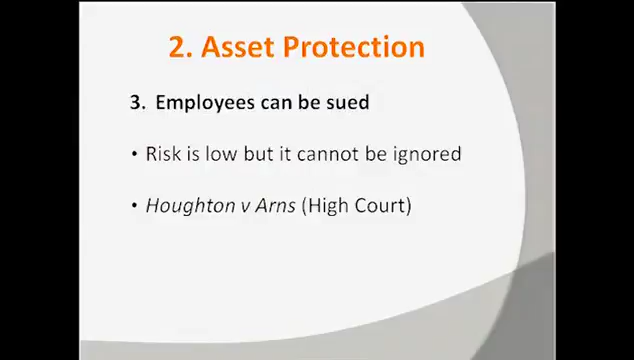 2. Asset Protection
3. Employees can be sued
• Risk is low but it cannot be ignored
• Houghton v Arns (High Court)